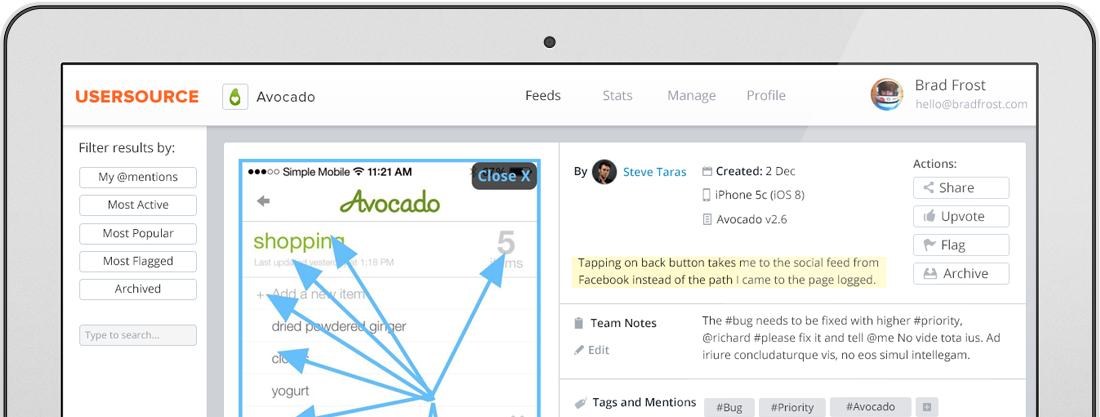 USERSOURCE
Avocado
Feeds
Stats
Manage
Profile
Brad Frost
hello@bradfrost.com
Filter results by:
My @mentions
Most Active
Most Popular
Most Flagged
Archived
Type to search...
Simple Mobile 11:21 AM
Close X
Avocado
shopping
5
items
Last updated yesterday at 1:18 PM
+ Add a new item
dried powdered ginger
yogurt
By Steve Taras
Created: 2 Dec
iPhone 5c (iOS 8)
Avocado v2.6
Actions:
Share
Upvote
Flag
Archive
Tapping on back button takes me to the social feed from
Facebook instead of the path I came to the page logged.
Team Notes
Edit
The #bug needs to be fixed with higher #priority,
@richard #please fix it and tell @me No vide tota ius. Ad
iriure concludaturque vis, no eos simul intellegam.
Tags and Mentions
#Bug
#Priority
#Avocado